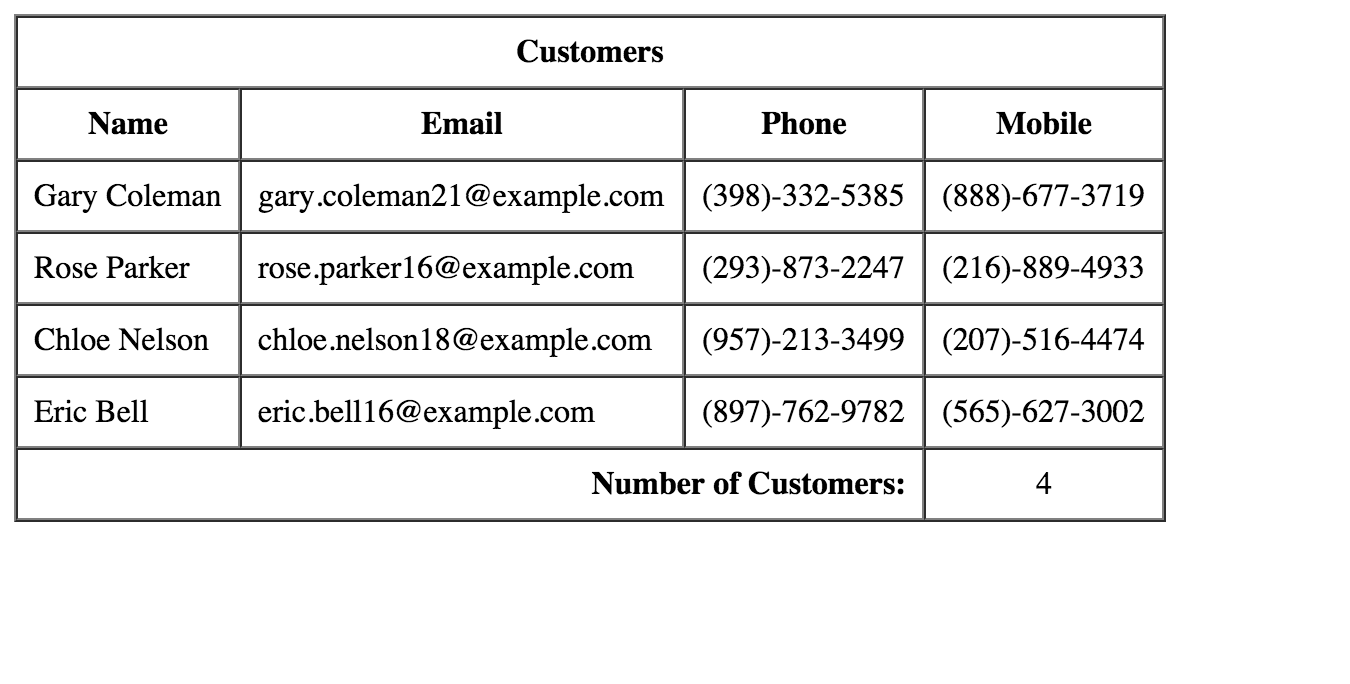 Customers
Name Email Phone Mobile
Gary Coleman gary.coleman21@example.com (398)-332-5385 (888)-677-3719
Rose Parker rose.parker16@example.com (293)-873-2247 (216)-889-4933
Chloe Nelson chloe.nelson18@example.com (957)-213-3499 (207)-516-4474
Eric Bell eric.bell16@example.com (897)-762-9782 (565)-627-3002
Number of Customers: 4